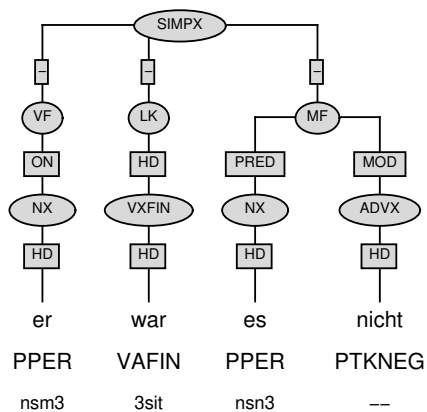 SIMPX
– – –
VF LK MF
ON HD PRED MOD
NX VXFIN NX ADVX
HD HD HD HD
er war es nicht
PPER VAFIN PPER PTKNEG
nsm3 3sit nsn3 −−